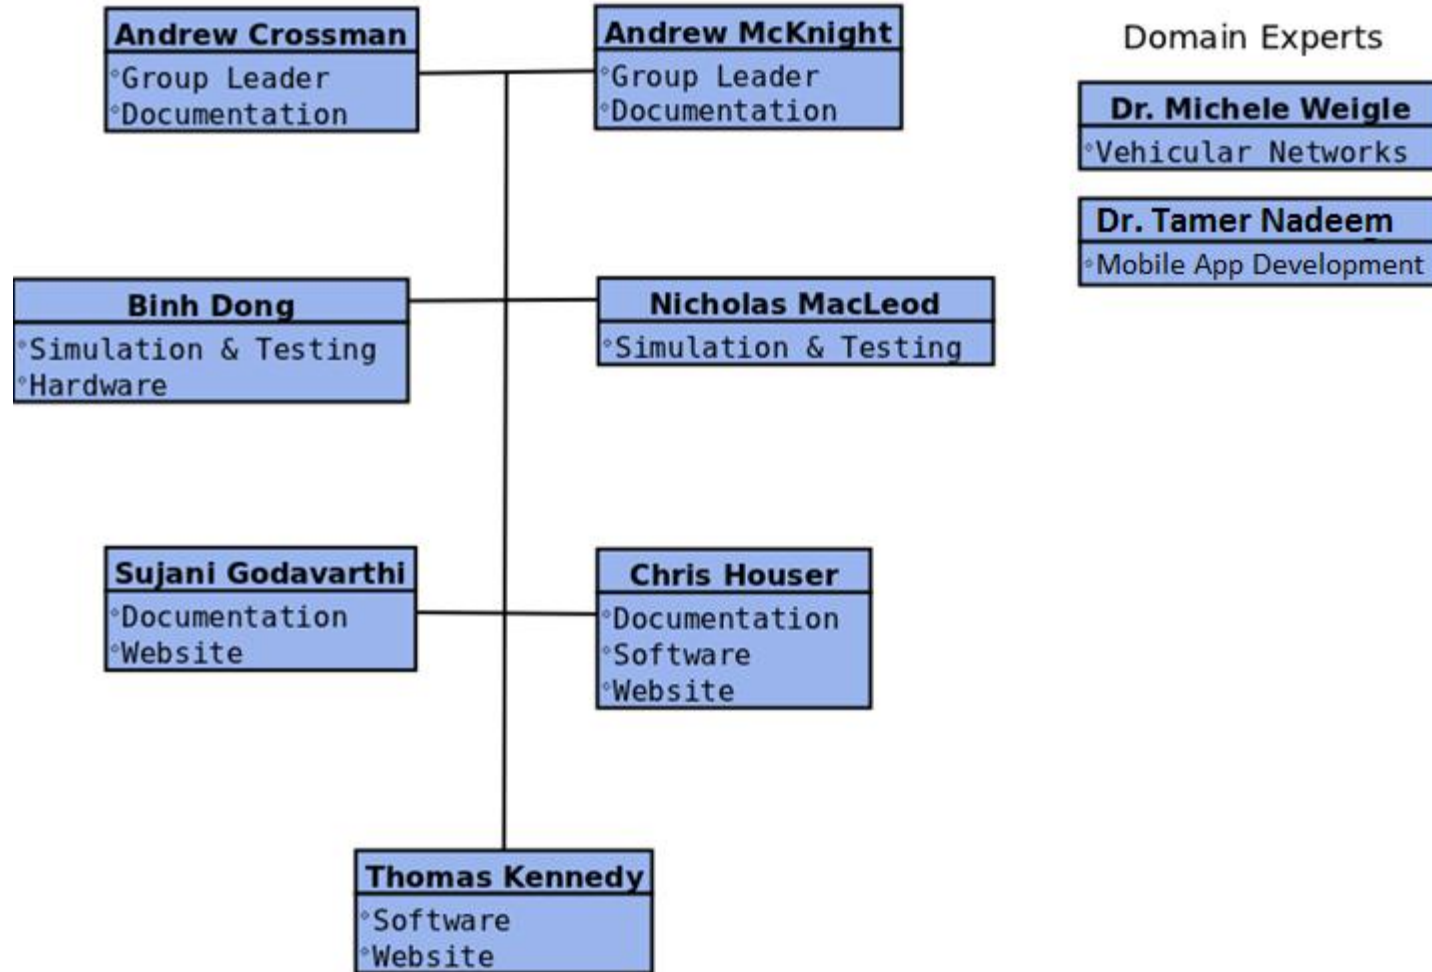 Andrew Crossman
Group Leader
Documentation
Andrew McKnight
Group Leader
Documentation
Domain Experts
Dr. Michele Weigle
Vehicular Networks
Dr. Tamer Nadeem
Mobile App Development
Binh Dong
Simulation & Testing
Hardware
Nicholas MacLeod
Simulation & Testing
Sujani Godavarthi
Documentation
Website
Chris Houser
Documentation
Software
Website
Thomas Kennedy
Software
Website